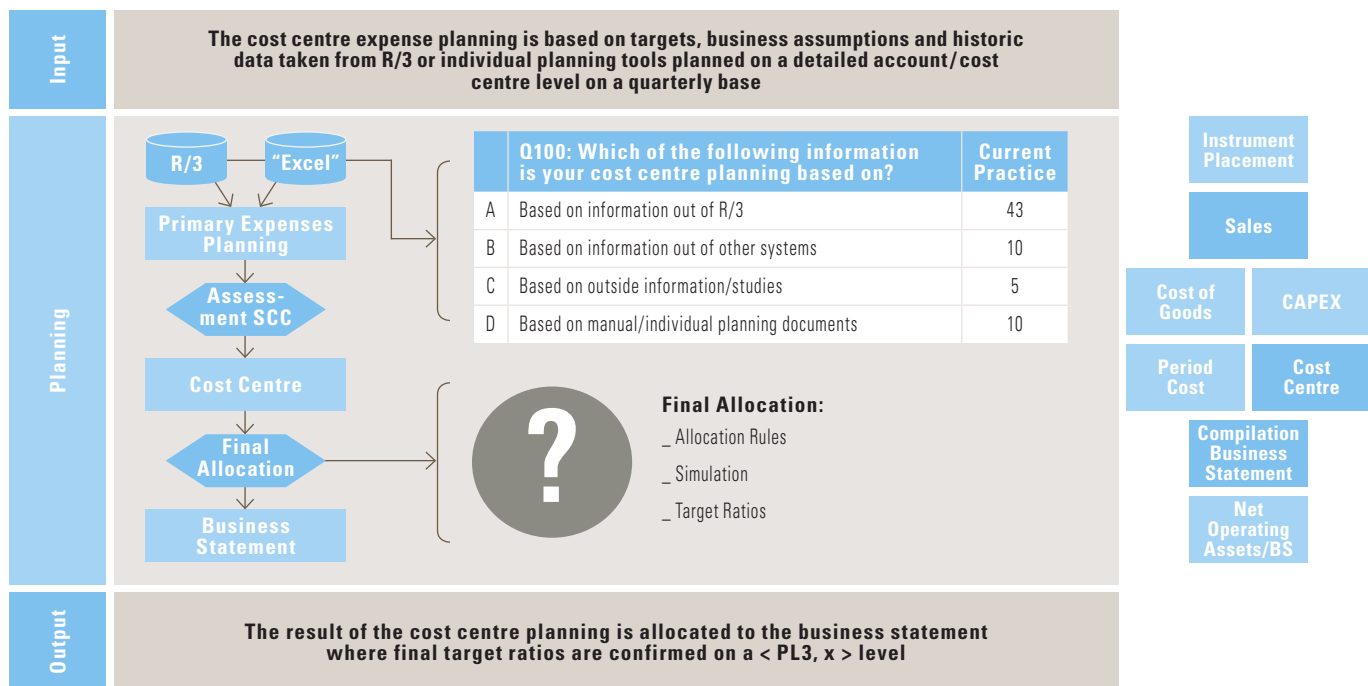 Input
The cost centre expense planning is based on targets, business assumptions and historic
data taken from R/3 or individual planning tools planned on a detailed account/cost
centre level on a quarterly base
Planning
R/3
“Excel”
Primary Expenses
Planning
Assess-
ment SCC
Cost Centre
Final
Allocation
Business
Statement
Q100: Which of the following information
is your cost centre planning based on?
Current
Practice
A Based on information out of R/3 43
B Based on information out of other systems 10
C Based on outside information/studies 5
D Based on manual/individual planning documents 10
?
Final Allocation:
_ Allocation Rules
_ Simulation
_ Target Ratios
Instrument
Placement
Sales
Cost of
Goods
CAPEX
Period
Cost
Cost
Centre
Compilation
Business
Statement
Net
Operating
Assets/BS
Output
The result of the cost centre planning is allocated to the business statement
where final target ratios are confirmed on a < PL3, x > level